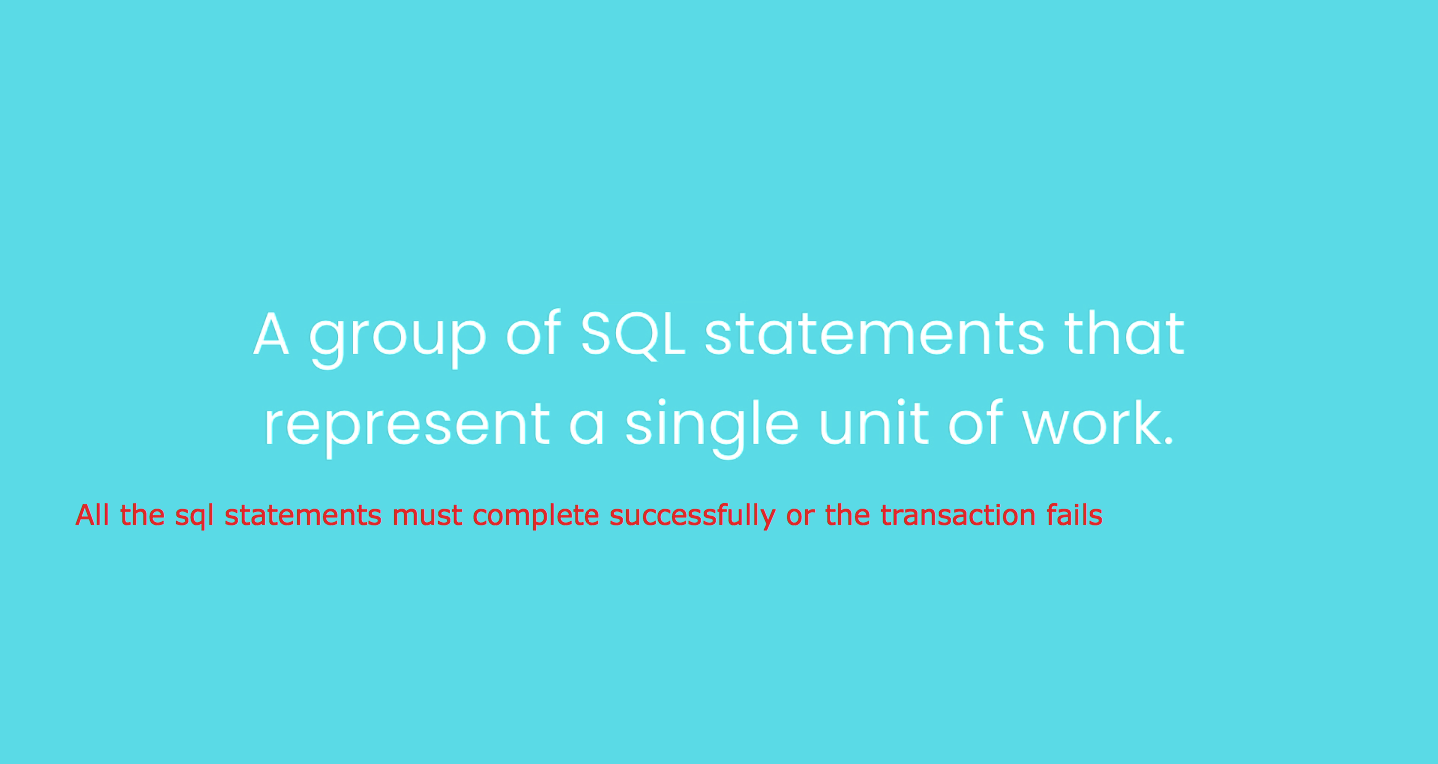 A group of SQL statements that
represent a single unit of work.
All the sql statements must complete successfully or the transaction fails